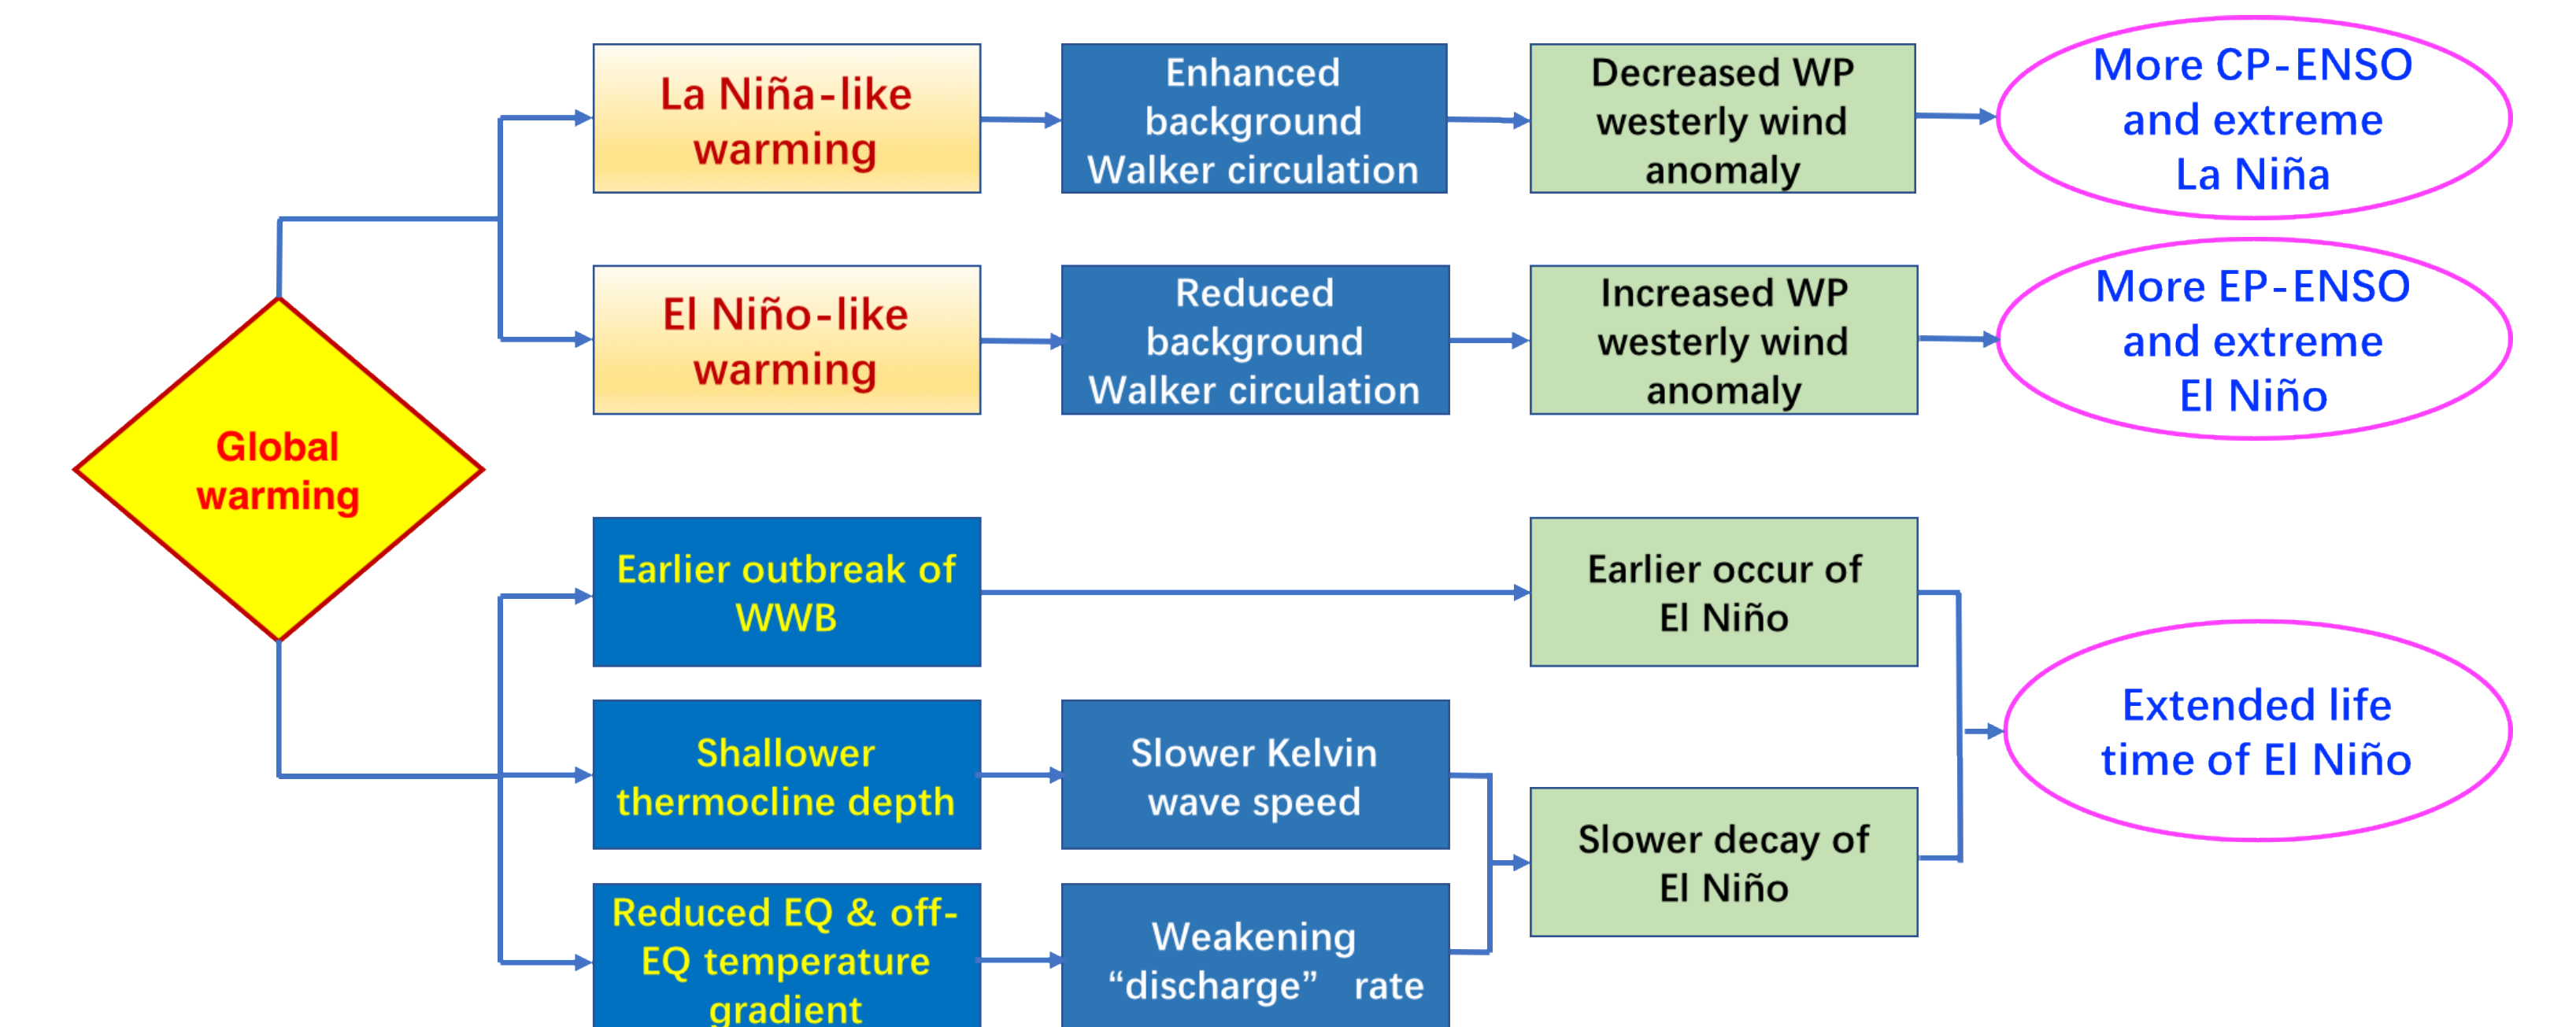 La Niña-like
warming
Enhanced
background
Walker circulation
Decreased WP
westerly wind
anomaly
More CP-ENSO
and extreme
La Niña
El Niño-like
warming
Reduced
background
Walker circulation
Increased WP
westerly wind
anomaly
More EP-ENSO
and extreme
El Niño
Global
warming
Earlier outbreak of
WWB
Earlier occur of
El Niño
Shallower
thermocline depth
Slower Kelvin
wave speed
Extended life
time of El Niño
Slower decay of
El Niño
Reduced EQ & off-
EQ temperature
gradient
Weakening
“discharge” rate